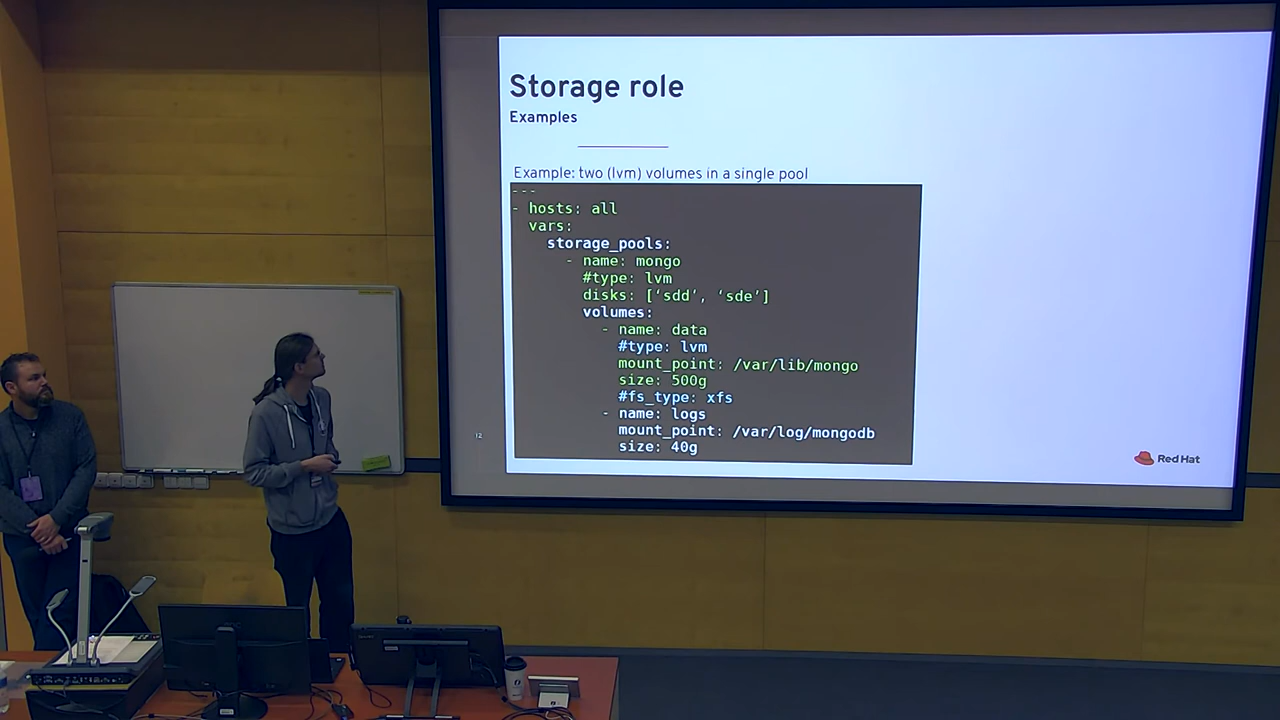 Storage role
Examples
Example: two (lvm) volumes in a single pool
---
- hosts: all
vars:
storage_pools:
- name: mongo
#type: lvm
disks: [‘sdd’, ‘sde’]
volumes:
- name: data
#type: lvm
mount_point: /var/lib/mongo
size: 500g
#fs_type: xfs
- name: logs
mount_point: /var/log/mongodb
size: 40g
12
Red Hat